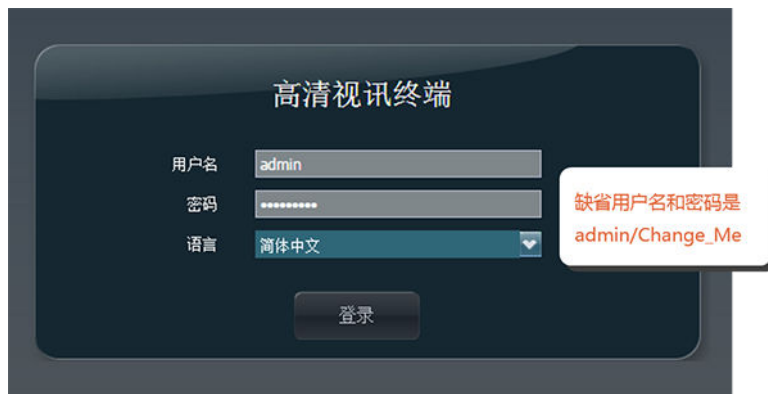 高清视讯终端
用户名 admin
密码 •••••••••
语言 简体中文
登录
缺省用户名和密码是
admin/Change_Me